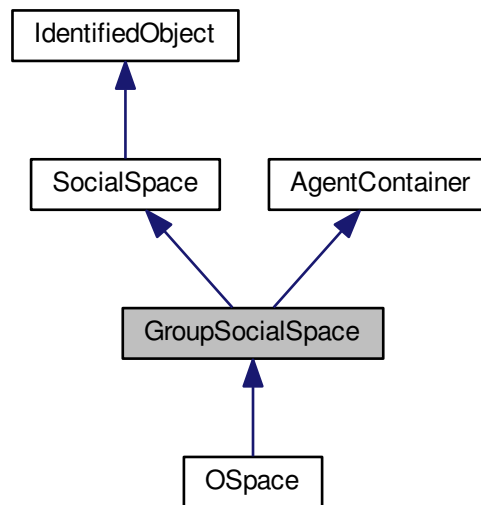 IdentifiedObject
SocialSpace
AgentContainer
GroupSocialSpace
OSpace